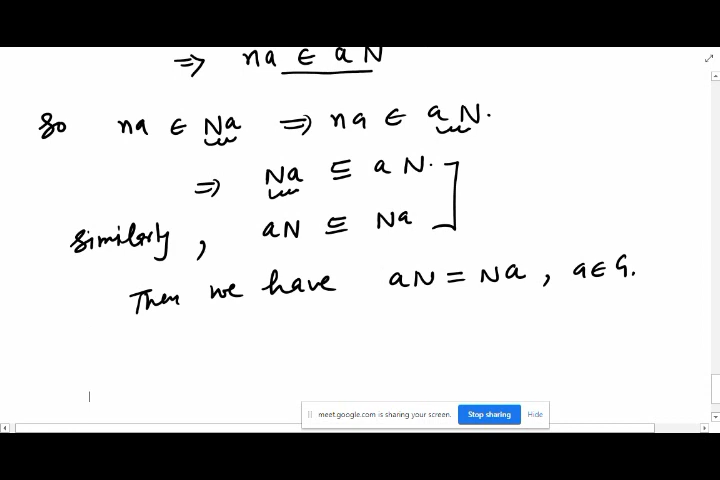 ⇒ na ∈ aN
So na ∈ Na ⇒ na ∈ aN.
⇒ Na ⊆ aN.
Similarly, aN ⊆ Na
Then we have aN = Na, a∈G.
meet.google.com is sharing your screen. Stop sharing Hide